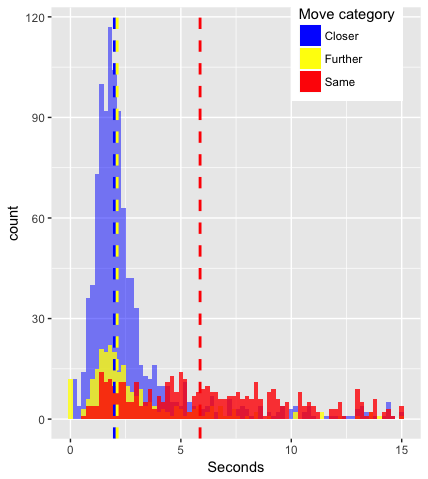 Move category
Closer
Further
Same
120
90
60
30
0
count
0 5 10 15
Seconds